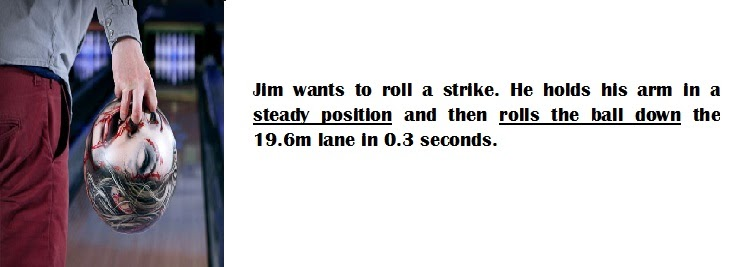 Jim wants to roll a strike. He holds his arm in a
steady position and then rolls the ball down the
19.6m lane in 0.3 seconds.